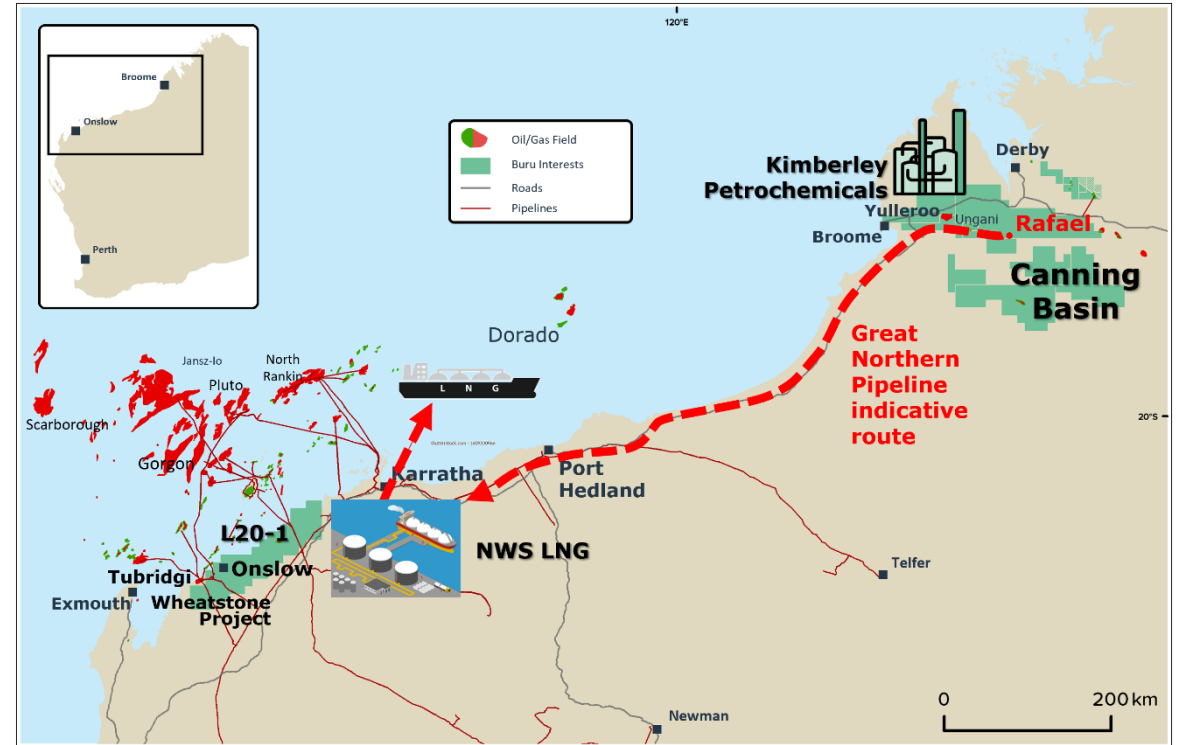 120°E
Broome
Onslow
Perth
Oil/Gas Field
Buru Interests
Roads
Pipelines
Kimberley
Petrochemicals
Derby
Yulleroo
Ungani
Rafael
Broome
Canning
Basin
Dorado
Great
Northern
Pipeline
indicative
route
Jansz-Io
North
Rankin
Pluto
Scarborough
Gorgon
L N G
20°S
Karratha
Port
Hedland
L20-1
Onslow
Tubridgi
NWS LNG
Telfer
Exmouth
Wheatstone
Project
Newman
0
200 km